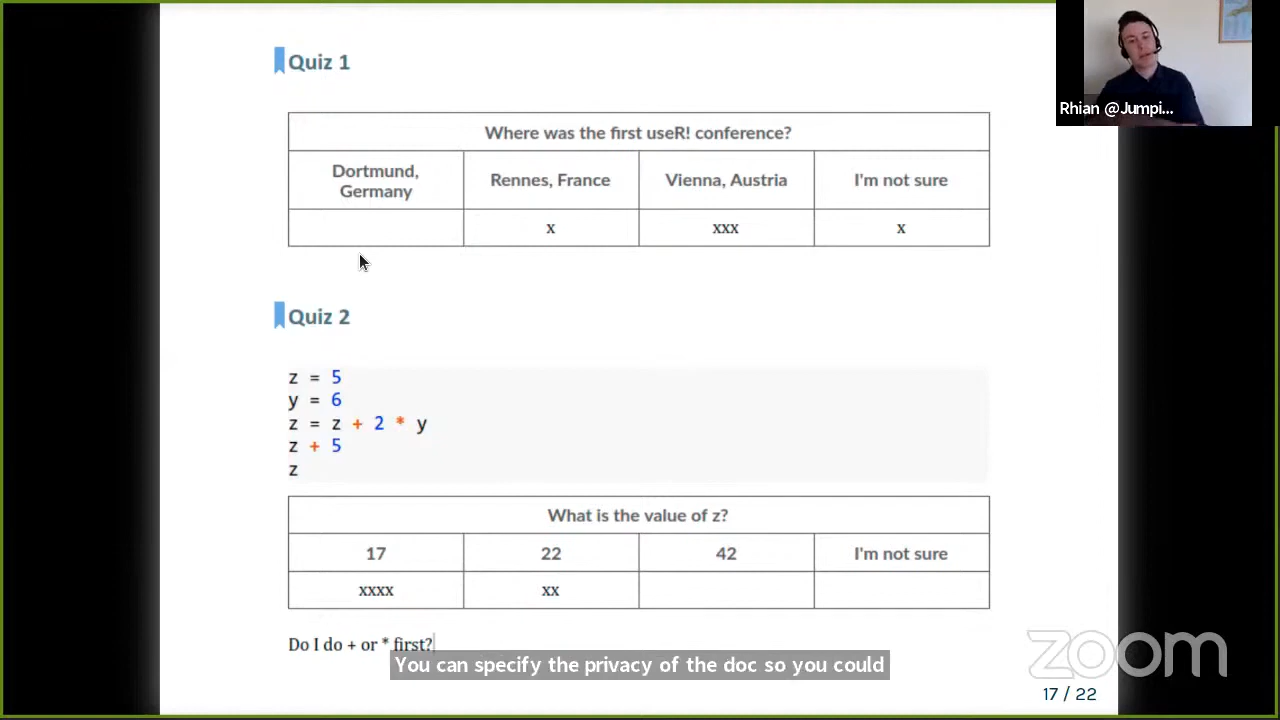 Quiz 1
Where was the first useR! conference?
Dortmund, Germany
Rennes, France
Vienna, Austria
I'm not sure
x
xxx
x
Quiz 2
z = 5
y = 6
z = z + 2 * y
z + 5
z
What is the value of z?
17
22
42
I'm not sure
xxxx
xx
Do I do + or * first?
You can specify the privacy of the doc so you could
Rhian @Jumpi...
zoom
17 / 22